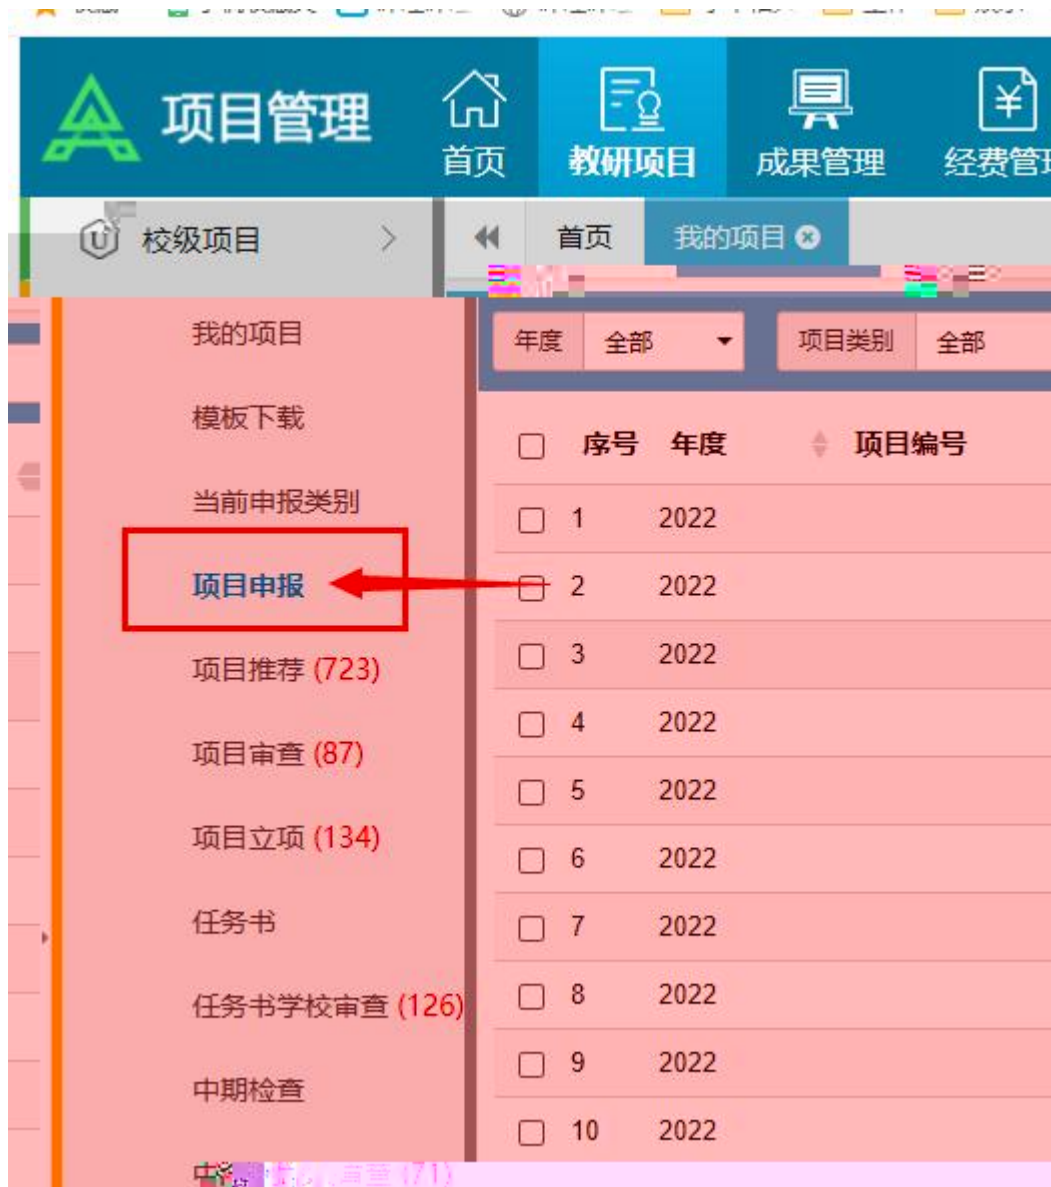 项目管理
首页
教研项目
成果管理
经费管
校级项目
首页
我的项目
我的项目
模板下载
当前申报类别
项目申报
项目推荐 (723)
项目审查 (87)
项目立项 (134)
任务书
任务书学校审查 (126)
中期检查
(71)
年度 全部
项目类别 全部
序号 年度 项目编号
1 2022
2 2022
3 2022
4 2022
5 2022
6 2022
7 2022
8 2022
9 2022
10 2022